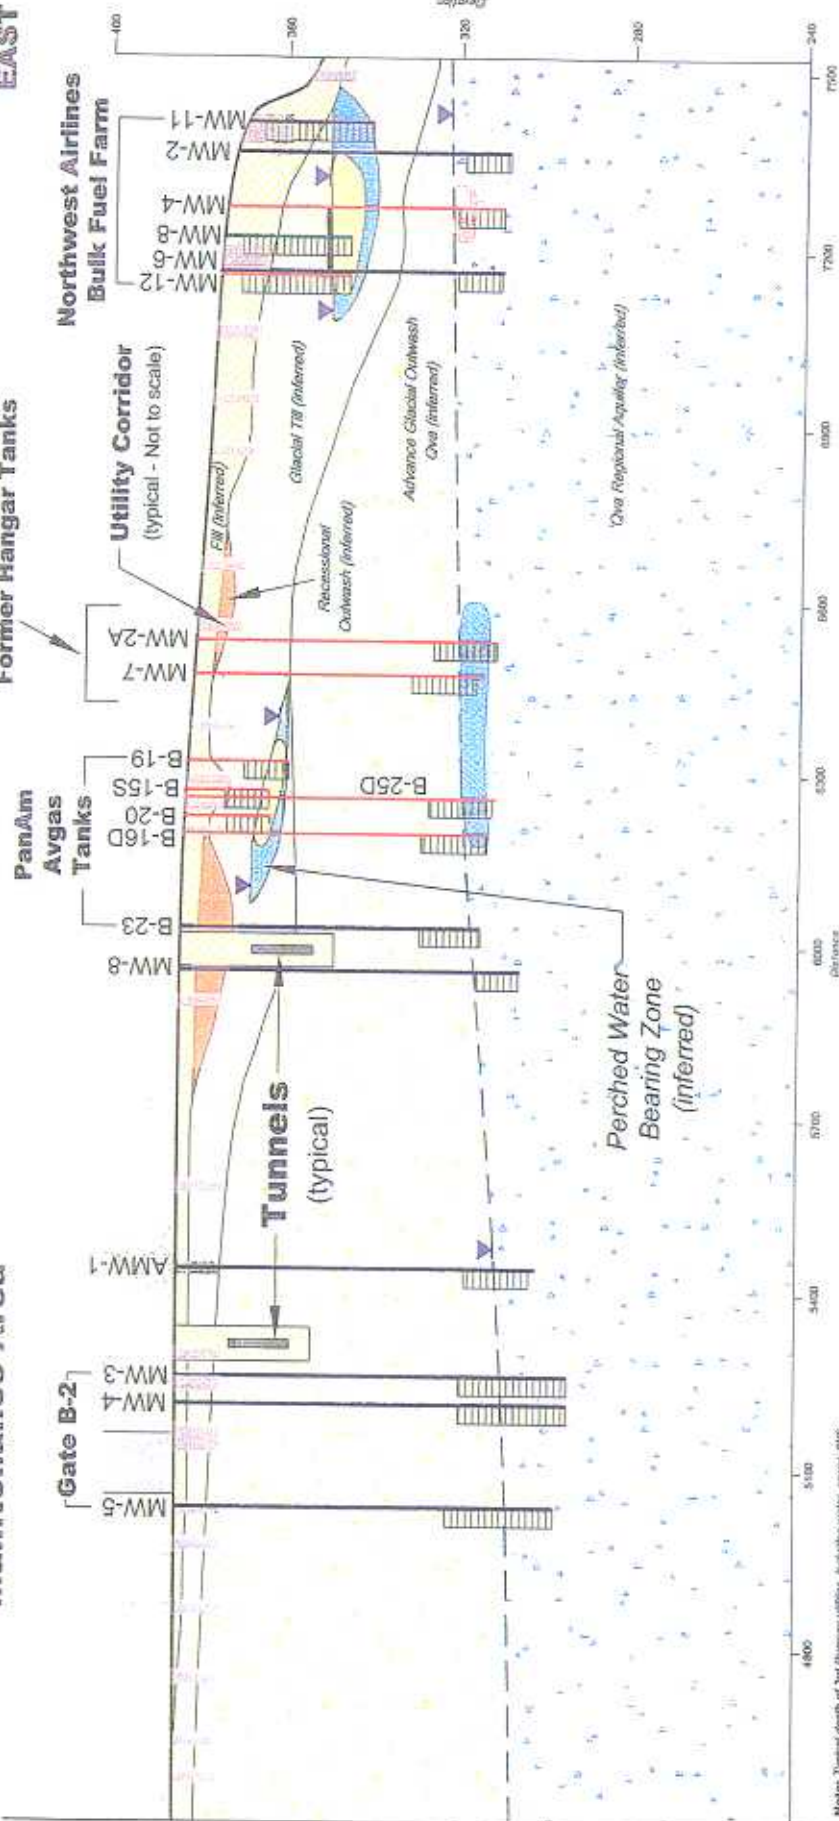 EAST
Northwest Airlines
Bulk Fuel Farm
MW-11
MW-2
MW-4
MW-8
MW-6
MW-12
Former Hangar Tanks
Utility Corridor
(typical - Not to scale)
MW-2A
MW-7
PanAm
Avgas
Tanks
B-19
B-15S
B-20
B-16D
B-23
B-25D
MW-8
AMW-1
Gate B-2
MW-3
MW-4
MW-5
Tunnels
(typical)
Fill (inferred)
Glacial Till (inferred)
Recessional
Outwash (inferred)
Advance Glacial Outwash
Qva (inferred)
Qva Regional Aquifer (inferred)
Perched Water
Bearing Zone
(inferred)
400
360
320
280
240
4800
5100
5400
5700
6000
6300
6600
6900
7200
7500
Distance